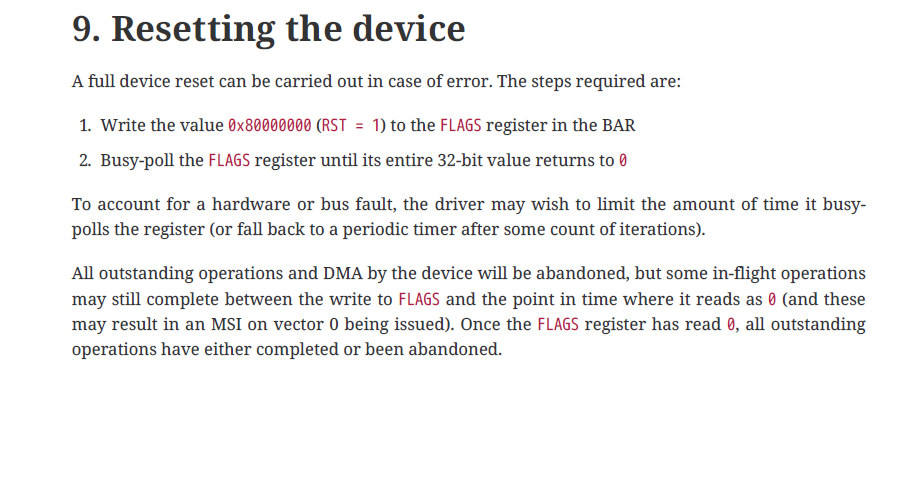 9. Resetting the device
A full device reset can be carried out in case of error. The steps required are:
1. Write the value 0x80000000 (RST = 1) to the FLAGS register in the BAR
2. Busy-poll the FLAGS register until its entire 32-bit value returns to 0
To account for a hardware or bus fault, the driver may wish to limit the amount of time it busy-
polls the register (or fall back to a periodic timer after some count of iterations).
All outstanding operations and DMA by the device will be abandoned, but some in-flight operations
may still complete between the write to FLAGS and the point in time where it reads as 0 (and these
may result in an MSI on vector 0 being issued). Once the FLAGS register has read 0, all outstanding
operations have either completed or been abandoned.